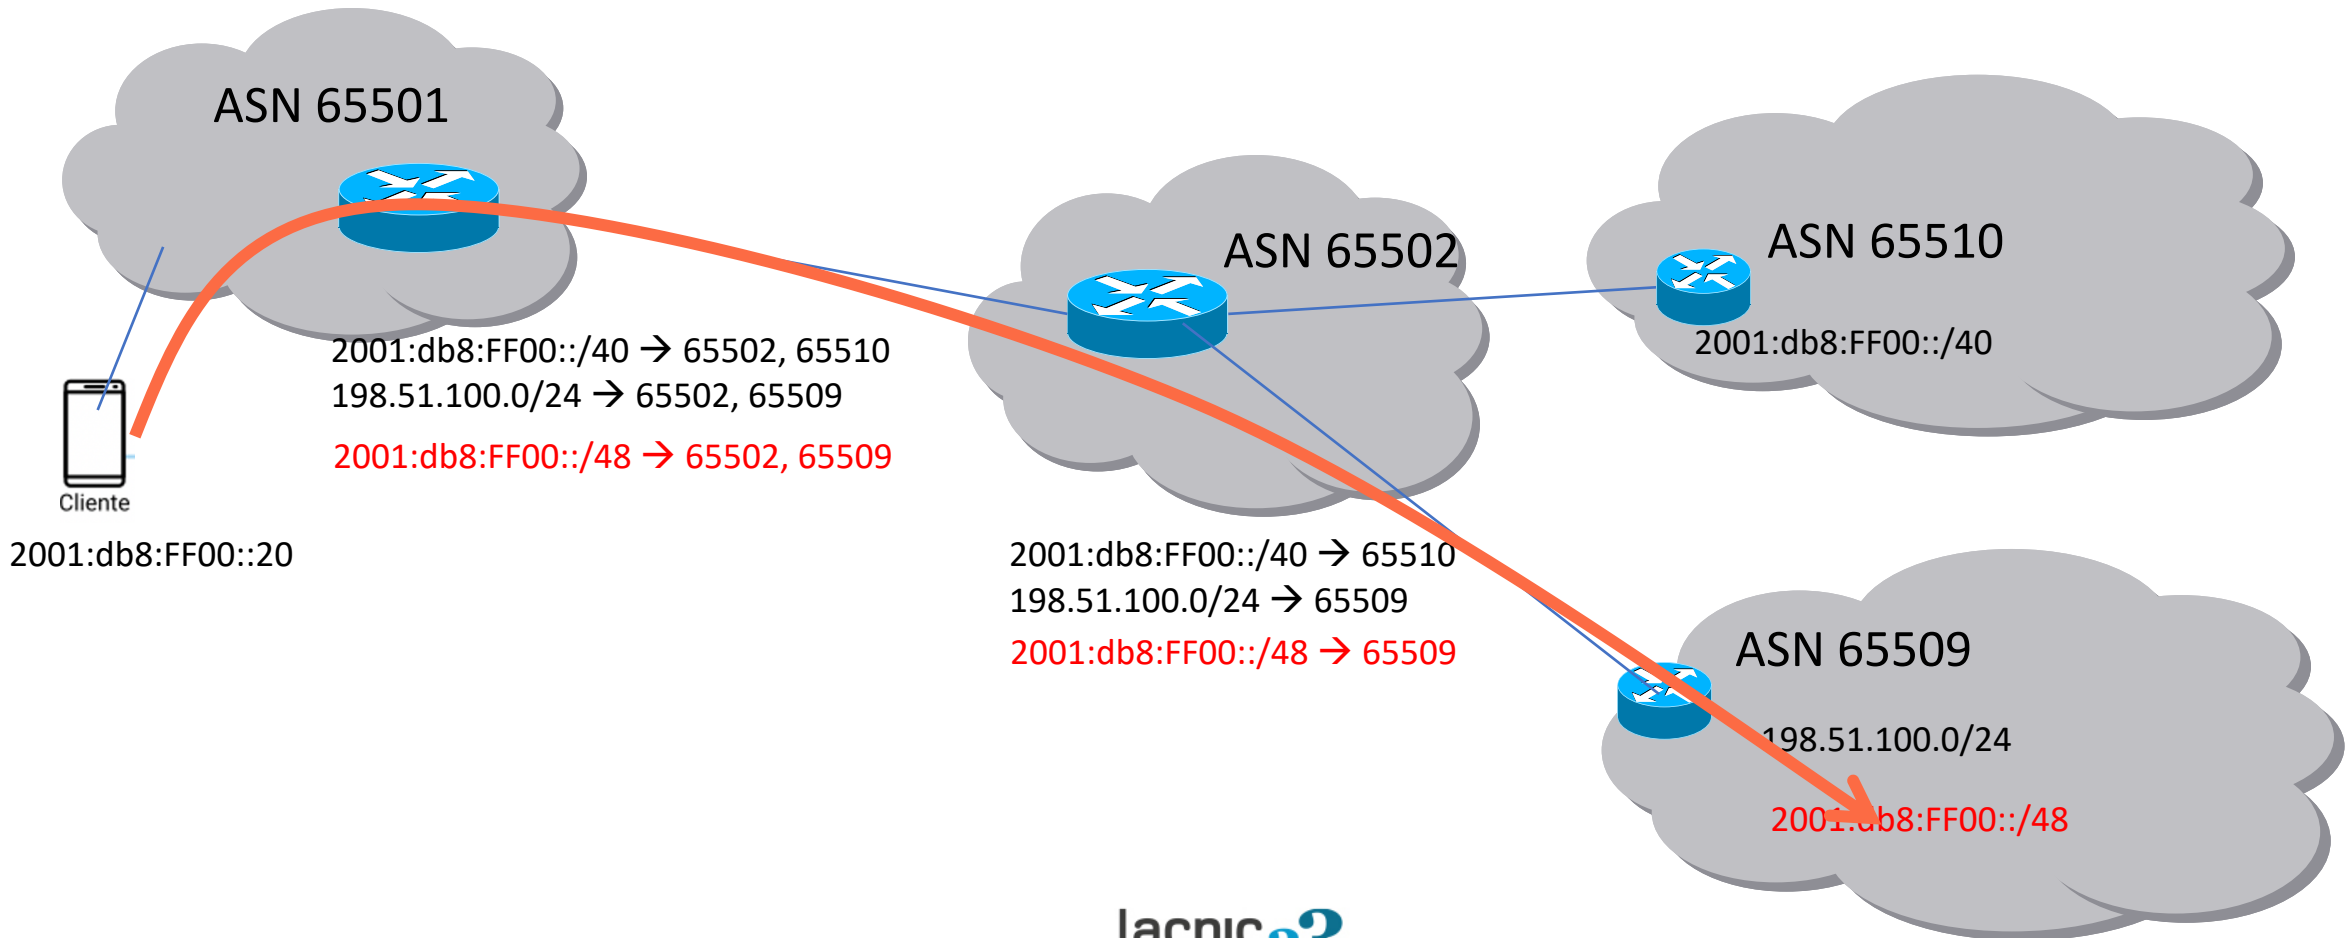 ASN 65501
2001:db8:FF00::/40 → 65502, 65510
198.51.100.0/24 → 65502, 65509
2001:db8:FF00::/48 → 65502, 65509
Cliente
2001:db8:FF00::20
ASN 65502
2001:db8:FF00::/40 → 65510
198.51.100.0/24 → 65509
2001:db8:FF00::/48 → 65509
ASN 65510
2001:db8:FF00::/40
ASN 65509
198.51.100.0/24
2001:db8:FF00::/48
lacnic